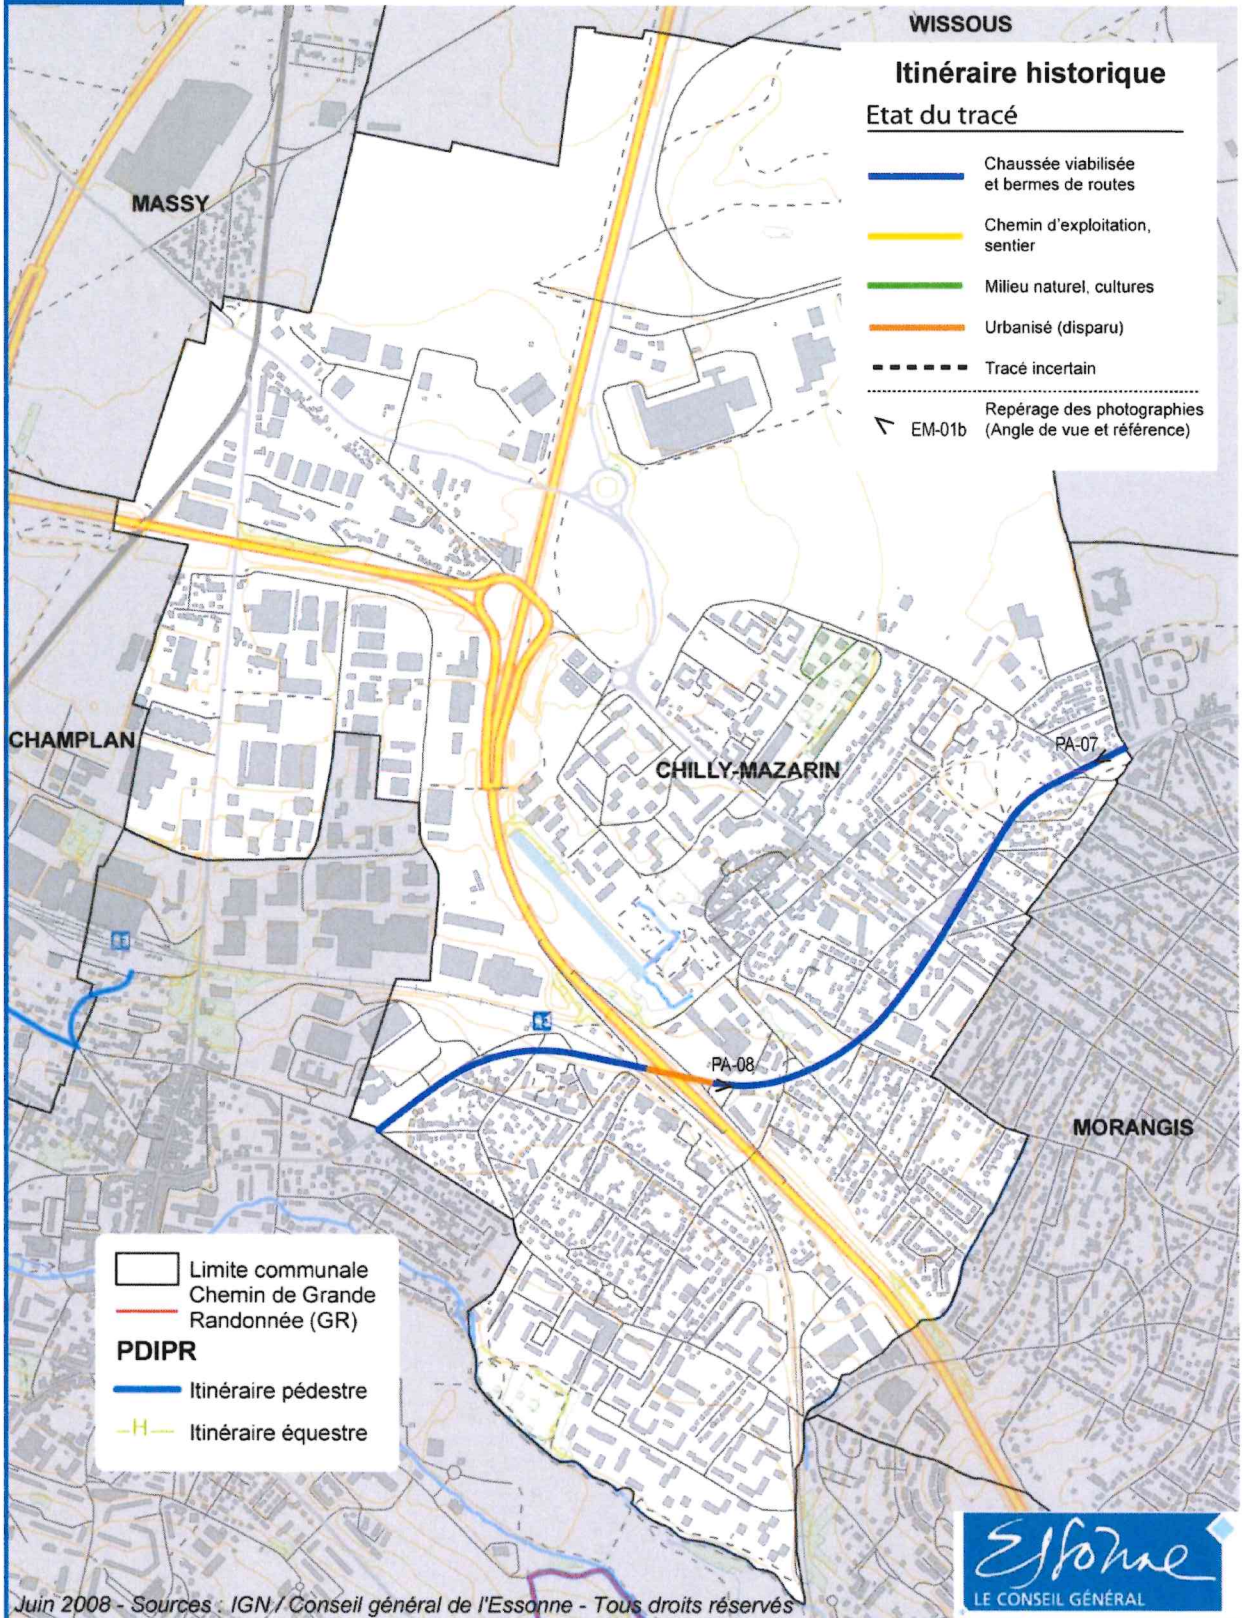 WISSOUS
Itinéraire historique
Etat du tracé
Chaussée viabilisée
et bermes de routes
Chemin d'exploitation,
sentier
Milieu naturel, cultures
Urbanisé (disparu)
Tracé incertain
EM-01b
Repérage des photographies
(Angle de vue et référence)
MASSY
CHAMPLAN
CHILLY-MAZARIN
PA-07
PA-08
MORANGIS
Limite communale
Chemin de Grande
Randonnée (GR)
PDIPR
Itinéraire pédestre
H
Itinéraire équestre
Essonne
LE CONSEIL GÉNÉRAL
Juin 2008 - Sources : IGN / Conseil général de l'Essonne - Tous droits réservés